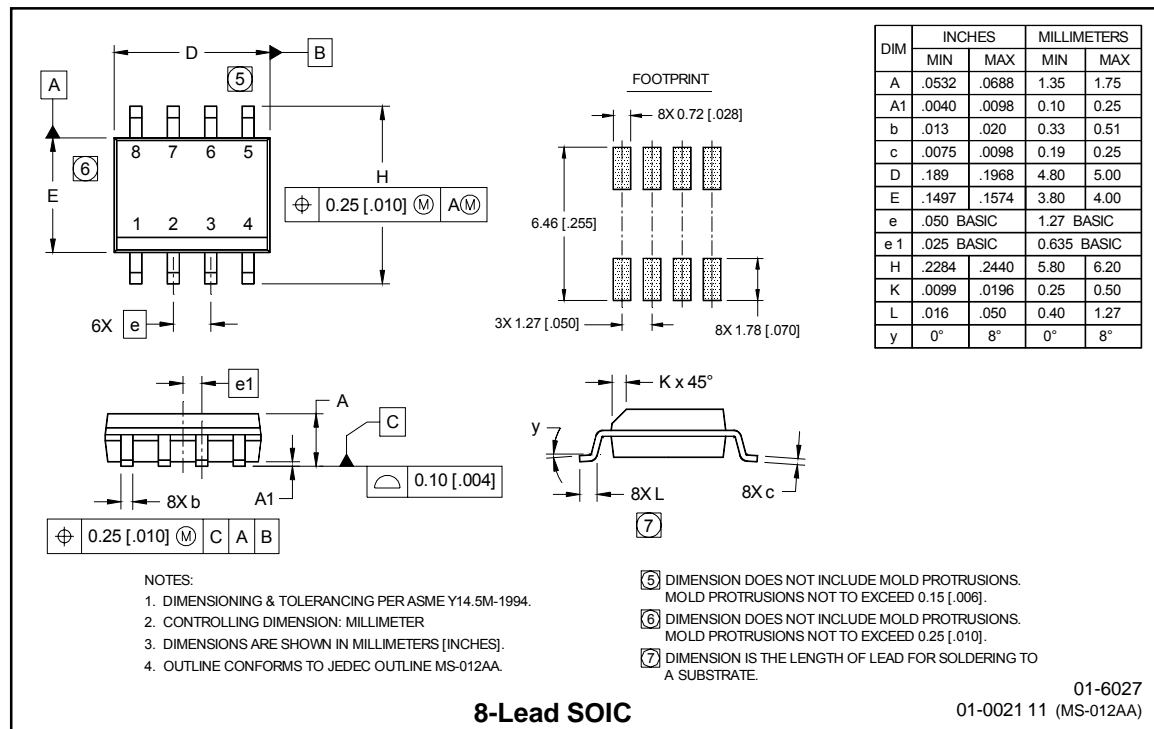 D
B
5
A
8 7 6 5
6
E
H
⌖ 0.25 [.010] Ⓜ A Ⓜ
1 2 3 4
6X e
FOOTPRINT
8X 0.72 [.028]
6.46 [.255]
3X 1.27 [.050]
8X 1.78 [.070]
DIM INCHES MILLIMETERS
MIN MAX MIN MAX
A .0532 .0688 1.35 1.75
A1 .0040 .0098 0.10 0.25
b .013 .020 0.33 0.51
c .0075 .0098 0.19 0.25
D .189 .1968 4.80 5.00
E .1497 .1574 3.80 4.00
e .050 BASIC 1.27 BASIC
e 1 .025 BASIC 0.635 BASIC
H .2284 .2440 5.80 6.20
K .0099 .0196 0.25 0.50
L .016 .050 0.40 1.27
y 0° 8° 0° 8°
e1
A
C
0.10 [.004]
8X b
A1
⌖ 0.25 [.010] Ⓜ C A B
K x 45°
y
8X L
8X c
7
NOTES:
1. DIMENSIONING & TOLERANCING PER ASME Y14.5M-1994.
2. CONTROLLING DIMENSION: MILLIMETER
3. DIMENSIONS ARE SHOWN IN MILLIMETERS [INCHES].
4. OUTLINE CONFORMS TO JEDEC OUTLINE MS-012AA.
5 DIMENSION DOES NOT INCLUDE MOLD PROTRUSIONS.
MOLD PROTRUSIONS NOT TO EXCEED 0.15 [.006].
6 DIMENSION DOES NOT INCLUDE MOLD PROTRUSIONS.
MOLD PROTRUSIONS NOT TO EXCEED 0.25 [.010].
7 DIMENSION IS THE LENGTH OF LEAD FOR SOLDERING TO
A SUBSTRATE.
8-Lead SOIC
01-6027
01-0021 11 (MS-012AA)